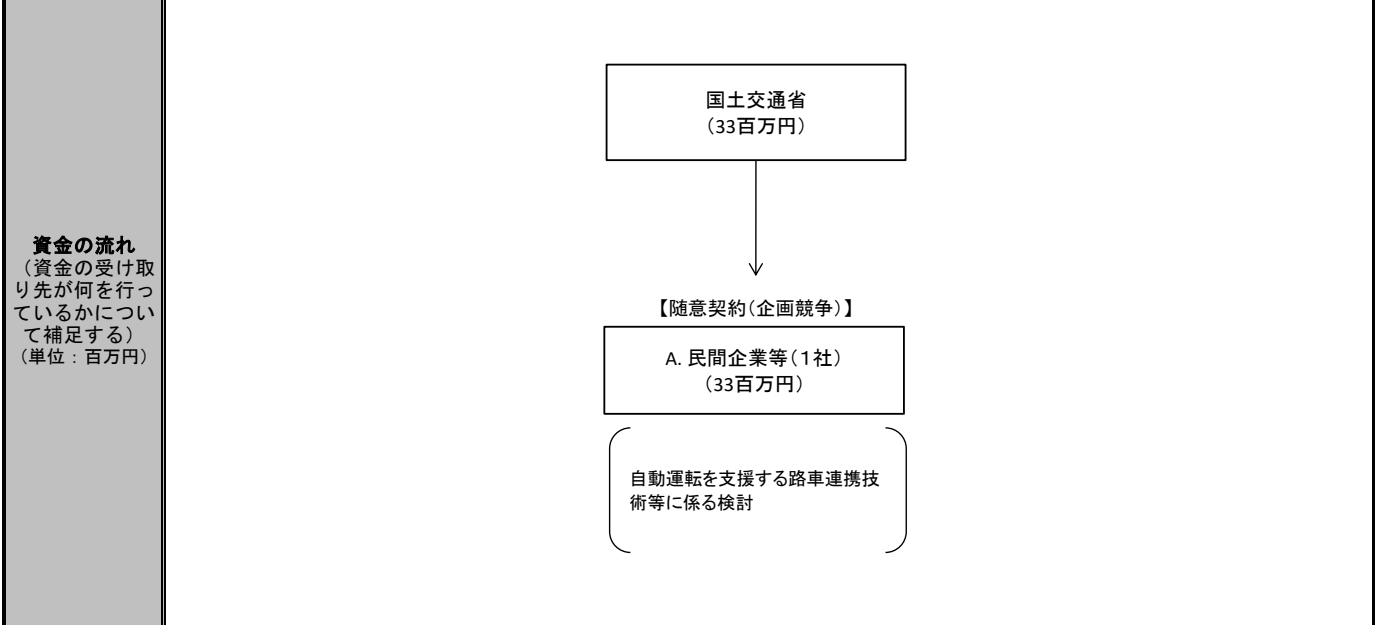 資金の流れ
（資金の受け取
り先が何を行っ
ているかについ
て補足する）
（単位：百万円）
国土交通省
（33百万円）
【随意契約（企画競争）】
A. 民間企業等（１社）
（33百万円）
自動運転を支援する路車連携技
術等に係る検討